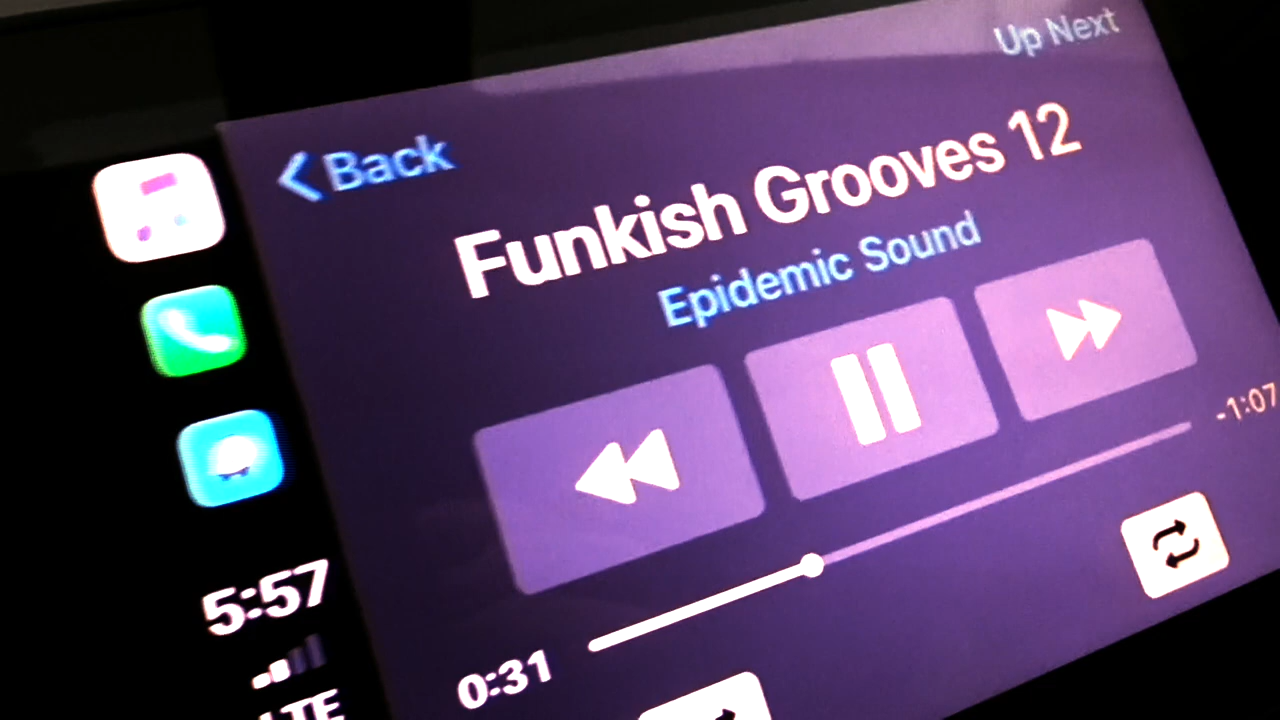 Up Next
Back
Funkish Grooves 12
Epidemic Sound
-1:07
5:57
0:31
LTE